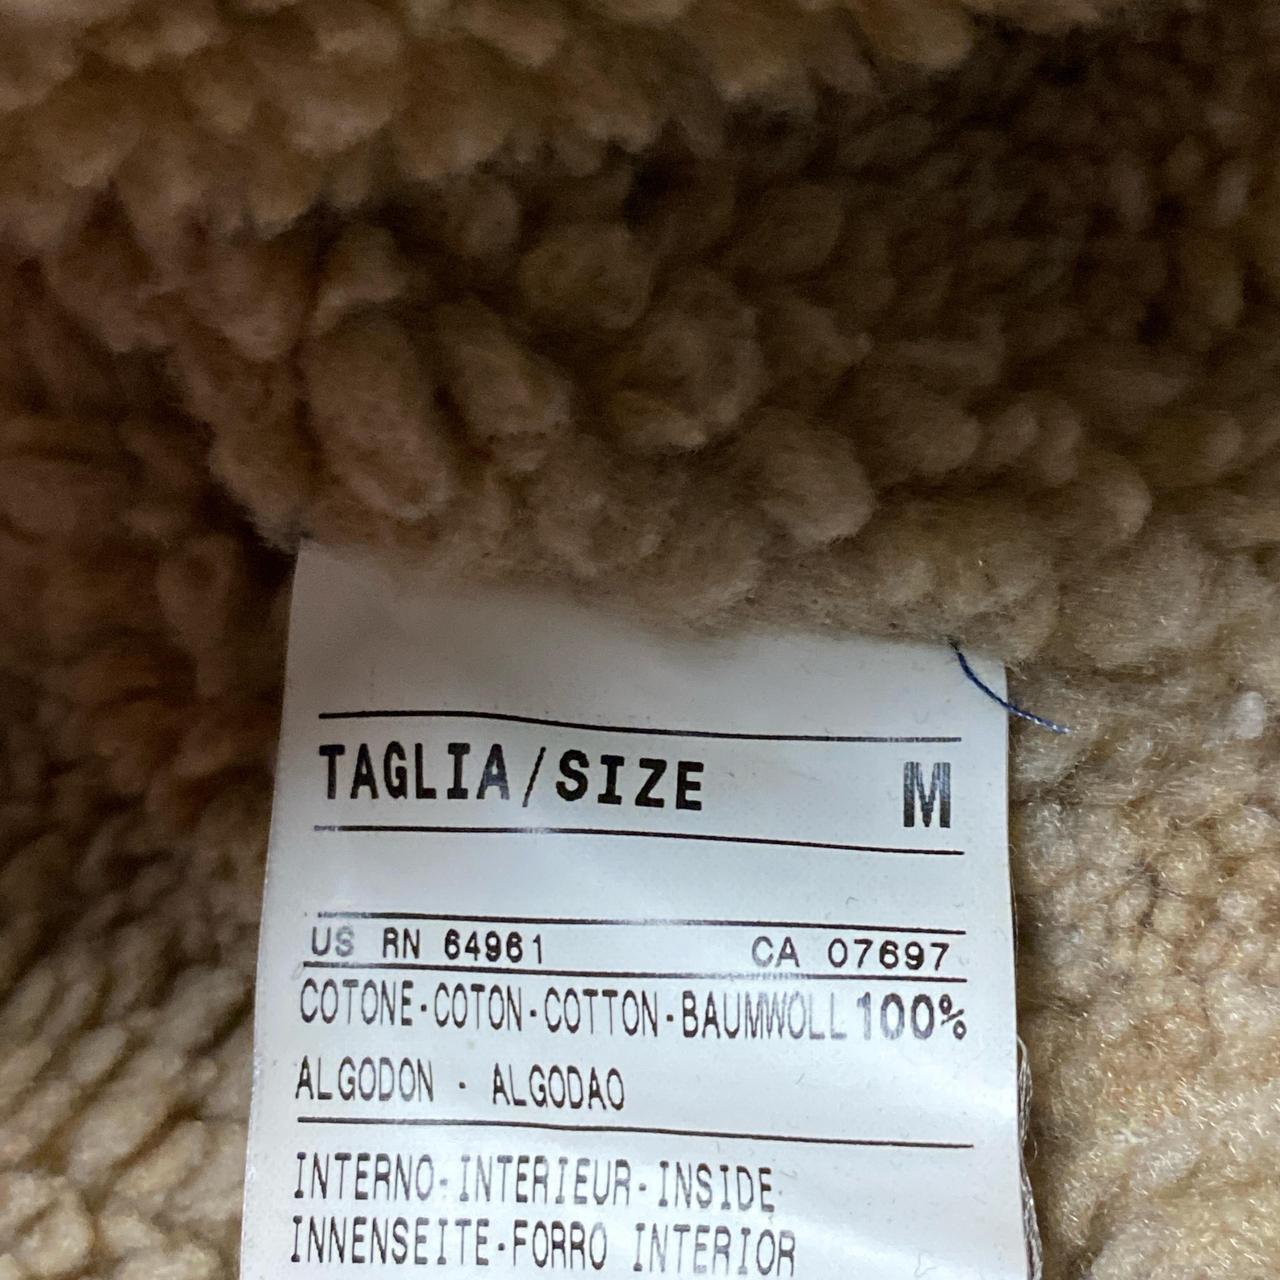 TAGLIA/SIZE M
US RN 64961 CA 07697
COTONE·COTON·COTTON·BAUMWOLL 100%
ALGODON · ALGODAO
INTERNO·INTERIEUR·INSIDE
INNENSEITE·FORRO INTERIOR